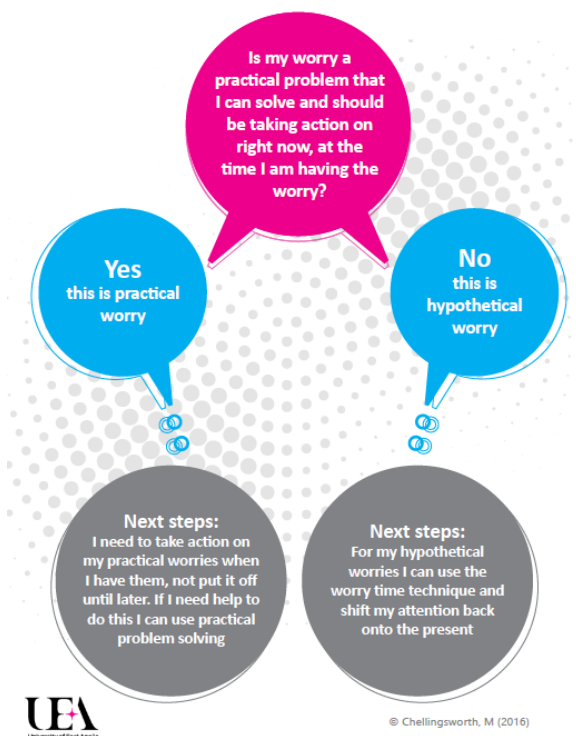 Is my worry a
practical problem that
I can solve and should
be taking action on
right now, at the
time I am having the
worry?
Yes
this is practical
worry
No
this is
hypothetical
worry
Next steps:
I need to take action on
my practical worries when
I have them, not put it off
until later. If I need help to
do this I can use practical
problem solving
Next steps:
For my hypothetical
worries I can use the
worry time technique and
shift my attention back
onto the present
UEA
© Chellingsworth, M (2016)